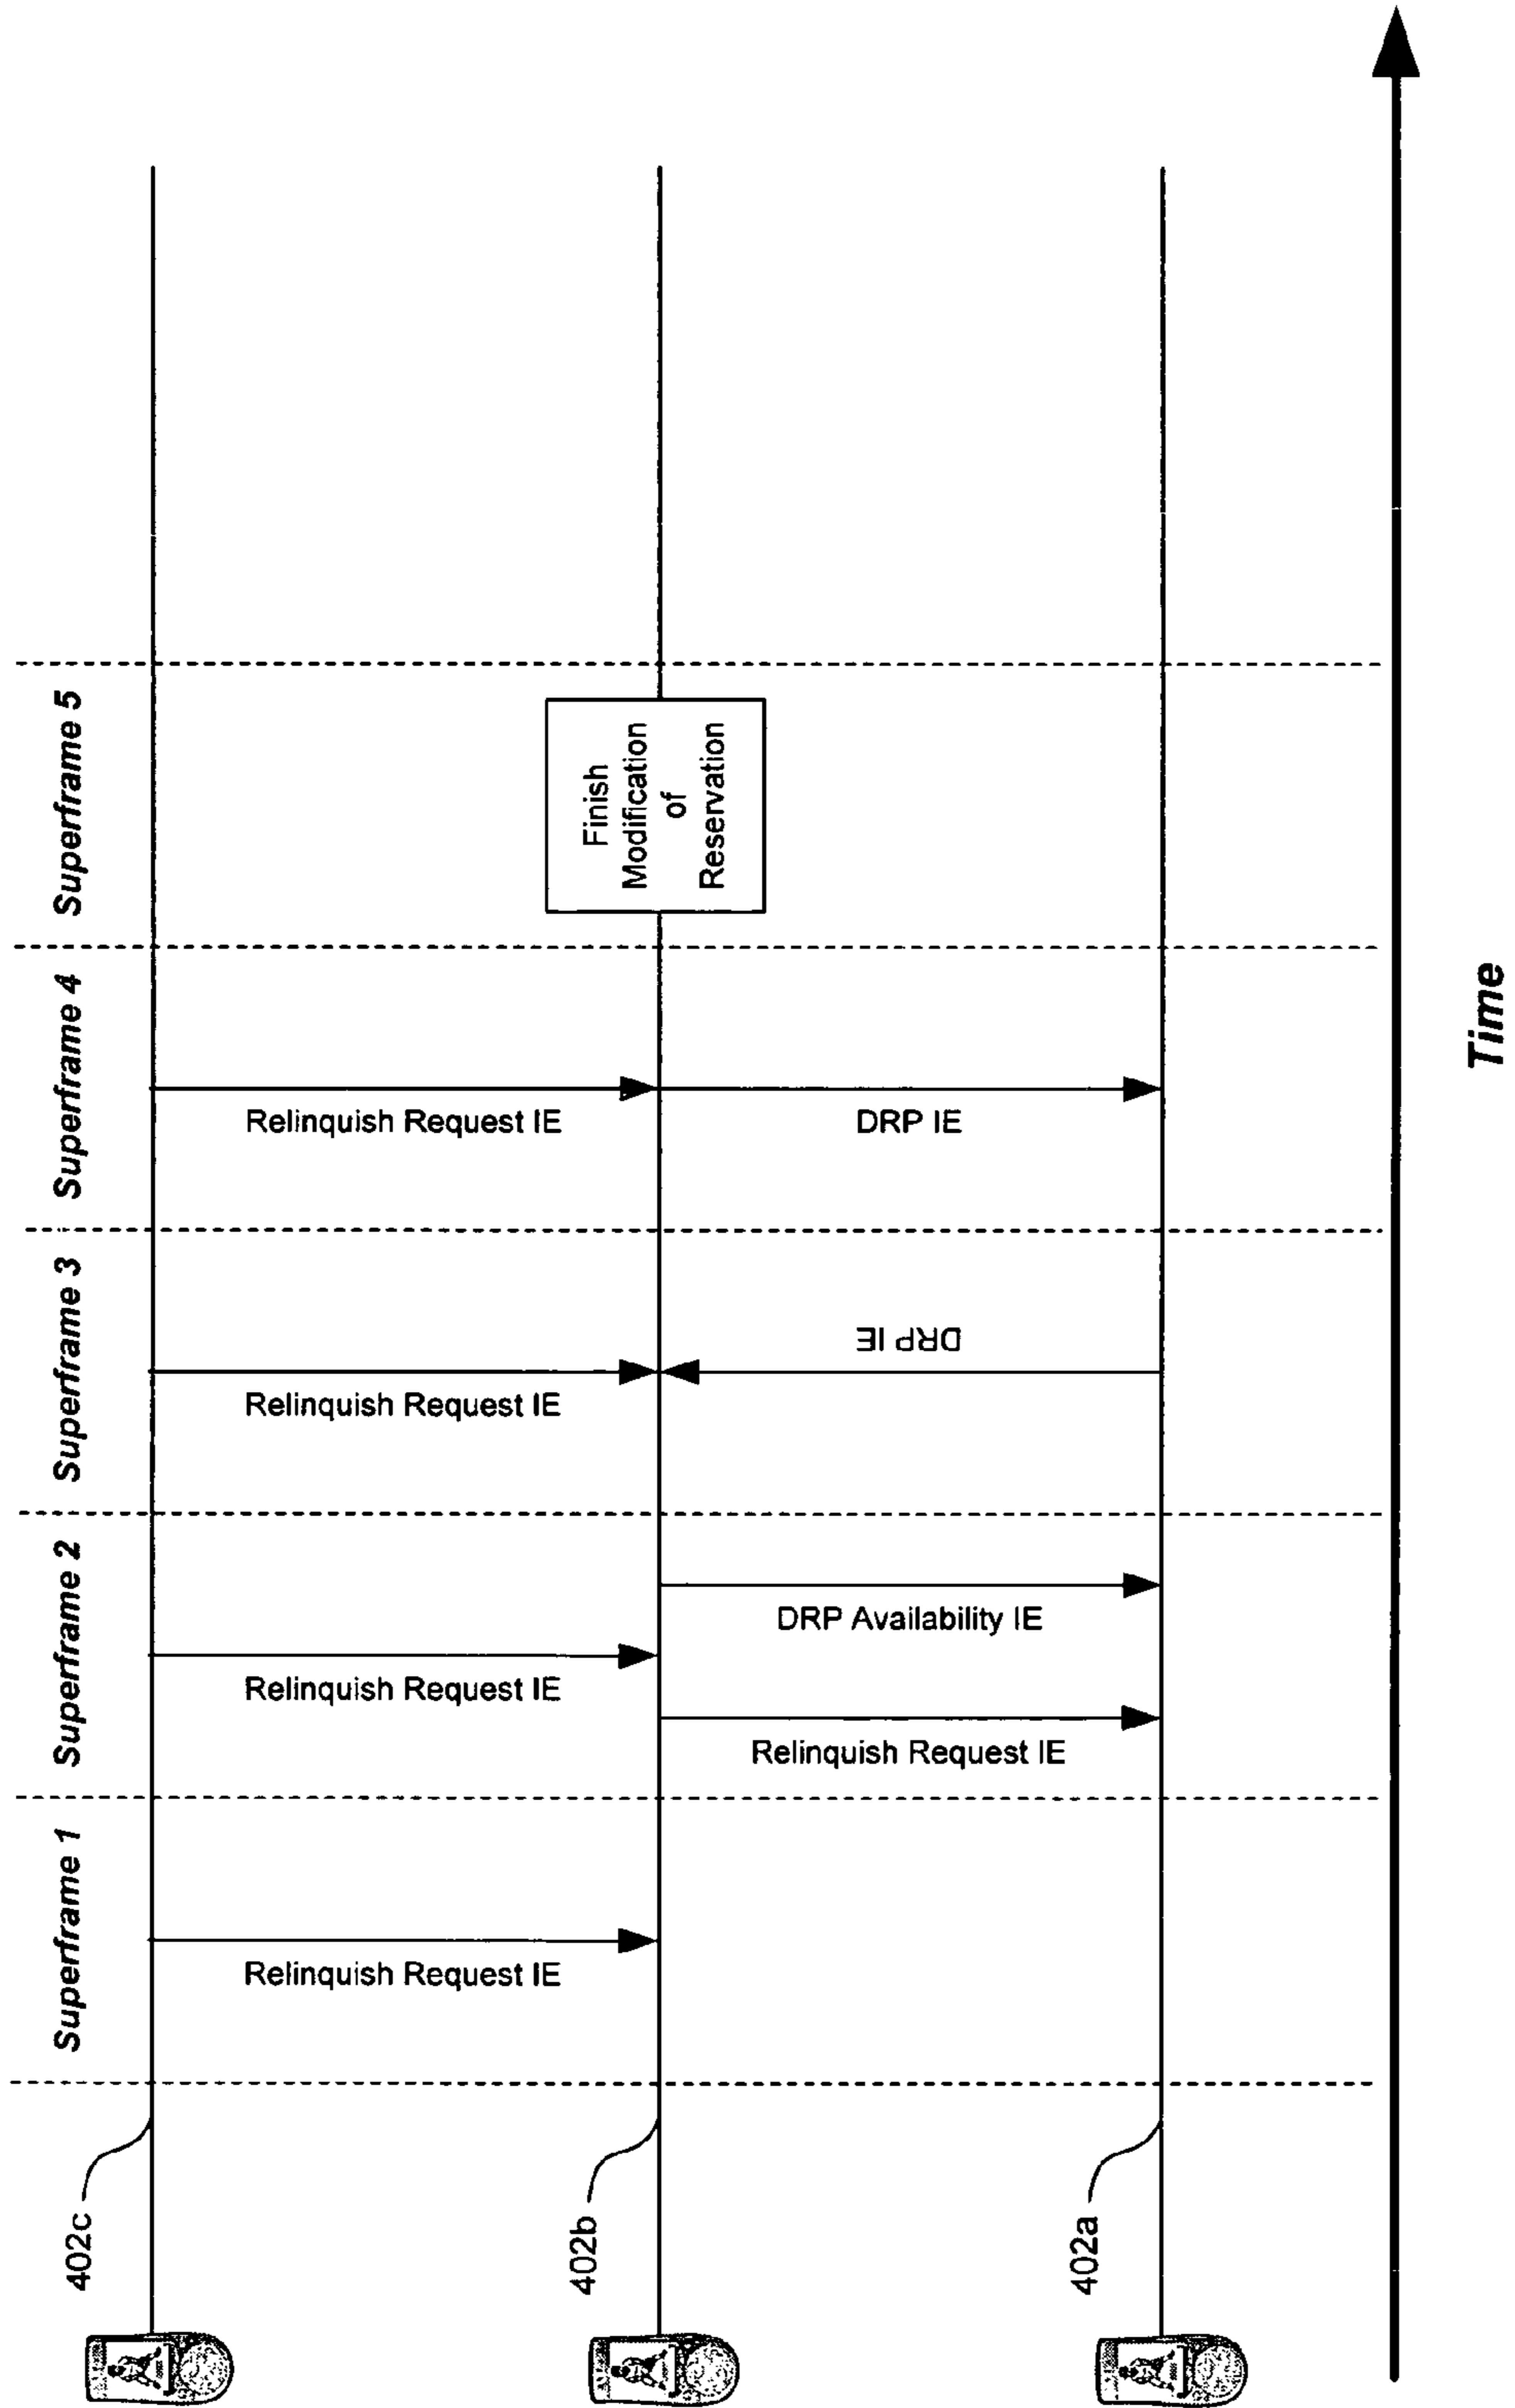 Superframe 1
Superframe 2
Superframe 3
Superframe 4
Superframe 5
402c
Relinquish Request IE
Relinquish Request IE
Relinquish Request IE
Relinquish Request IE
402b
Finish
Modification
of
Reservation
Relinquish Request IE
DRP Availability IE
DRP IE
DRP IE
402a
Time